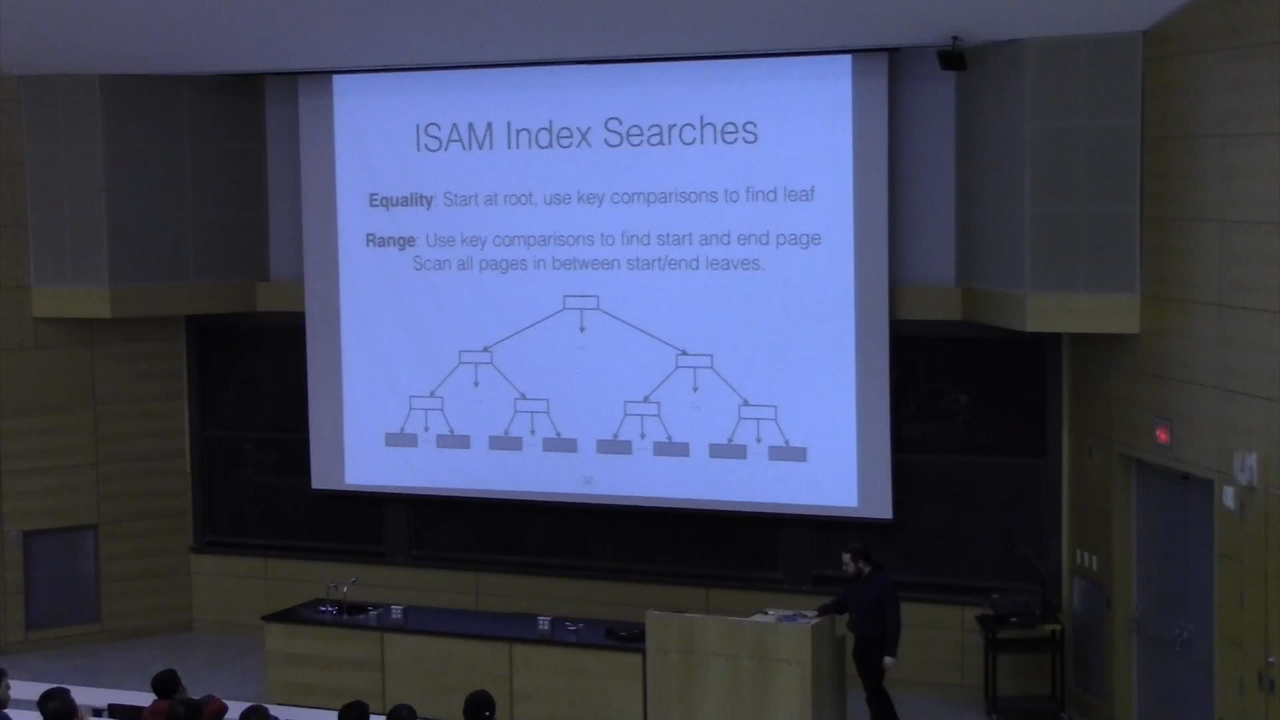 ISAM Index Searches
Equality: Start at root, use key comparisons to find leaf
Range: Use key comparisons to find start and end page
Scan all pages in between start/end leaves.